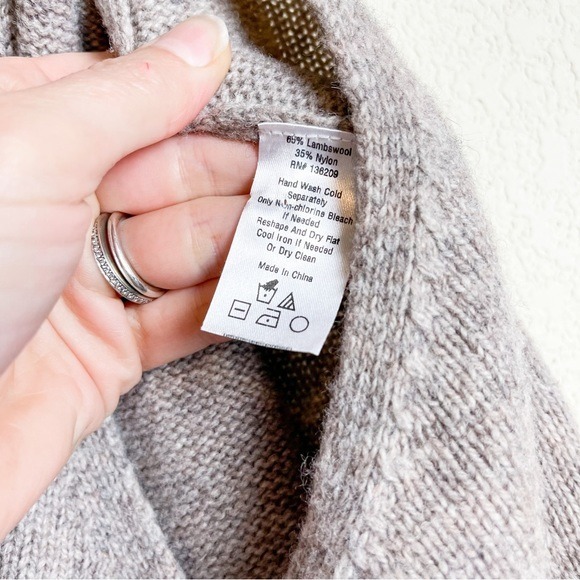 65% Lambswool
35% Nylon
RN# 136209
Hand Wash Cold
Separately
Only Non-chlorine Bleach
If Needed
Reshape And Dry Flat
Cool Iron If Needed
Or Dry Clean
Made In China